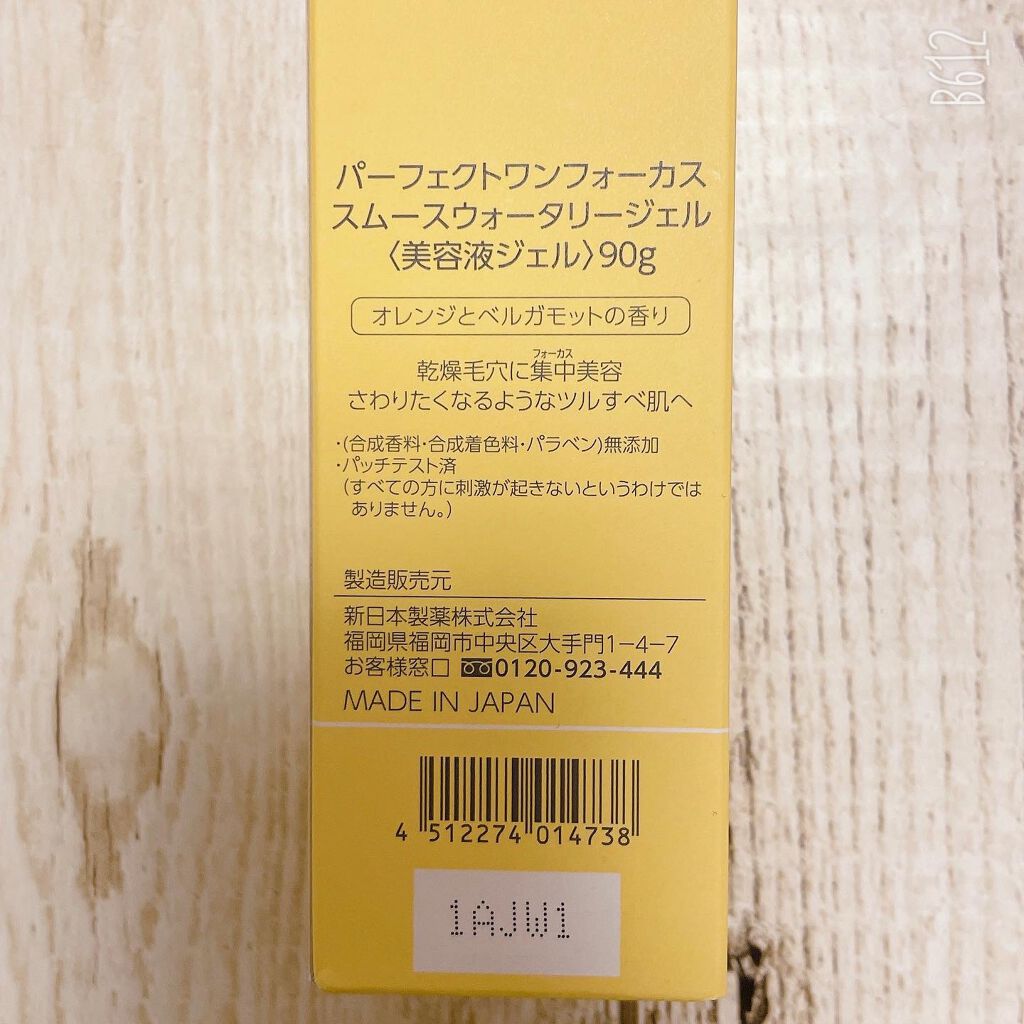 B612
パーフェクトワンフォーカス
スムースウォータリージェル
〈美容液ジェル〉90g
オレンジとベルガモットの香り
フォーカス
乾燥毛穴に集中美容
さわりたくなるようなツルすべ肌へ
・(合成香料・合成着色料・パラベン)無添加
・パッチテスト済
(すべての方に刺激が起きないというわけでは
ありません。)
製造販売元
新日本製薬株式会社
福岡県福岡市中央区大手門1-4-7
お客様窓口 0120-923-444
MADE IN JAPAN
4 512274 014738
1AJW1